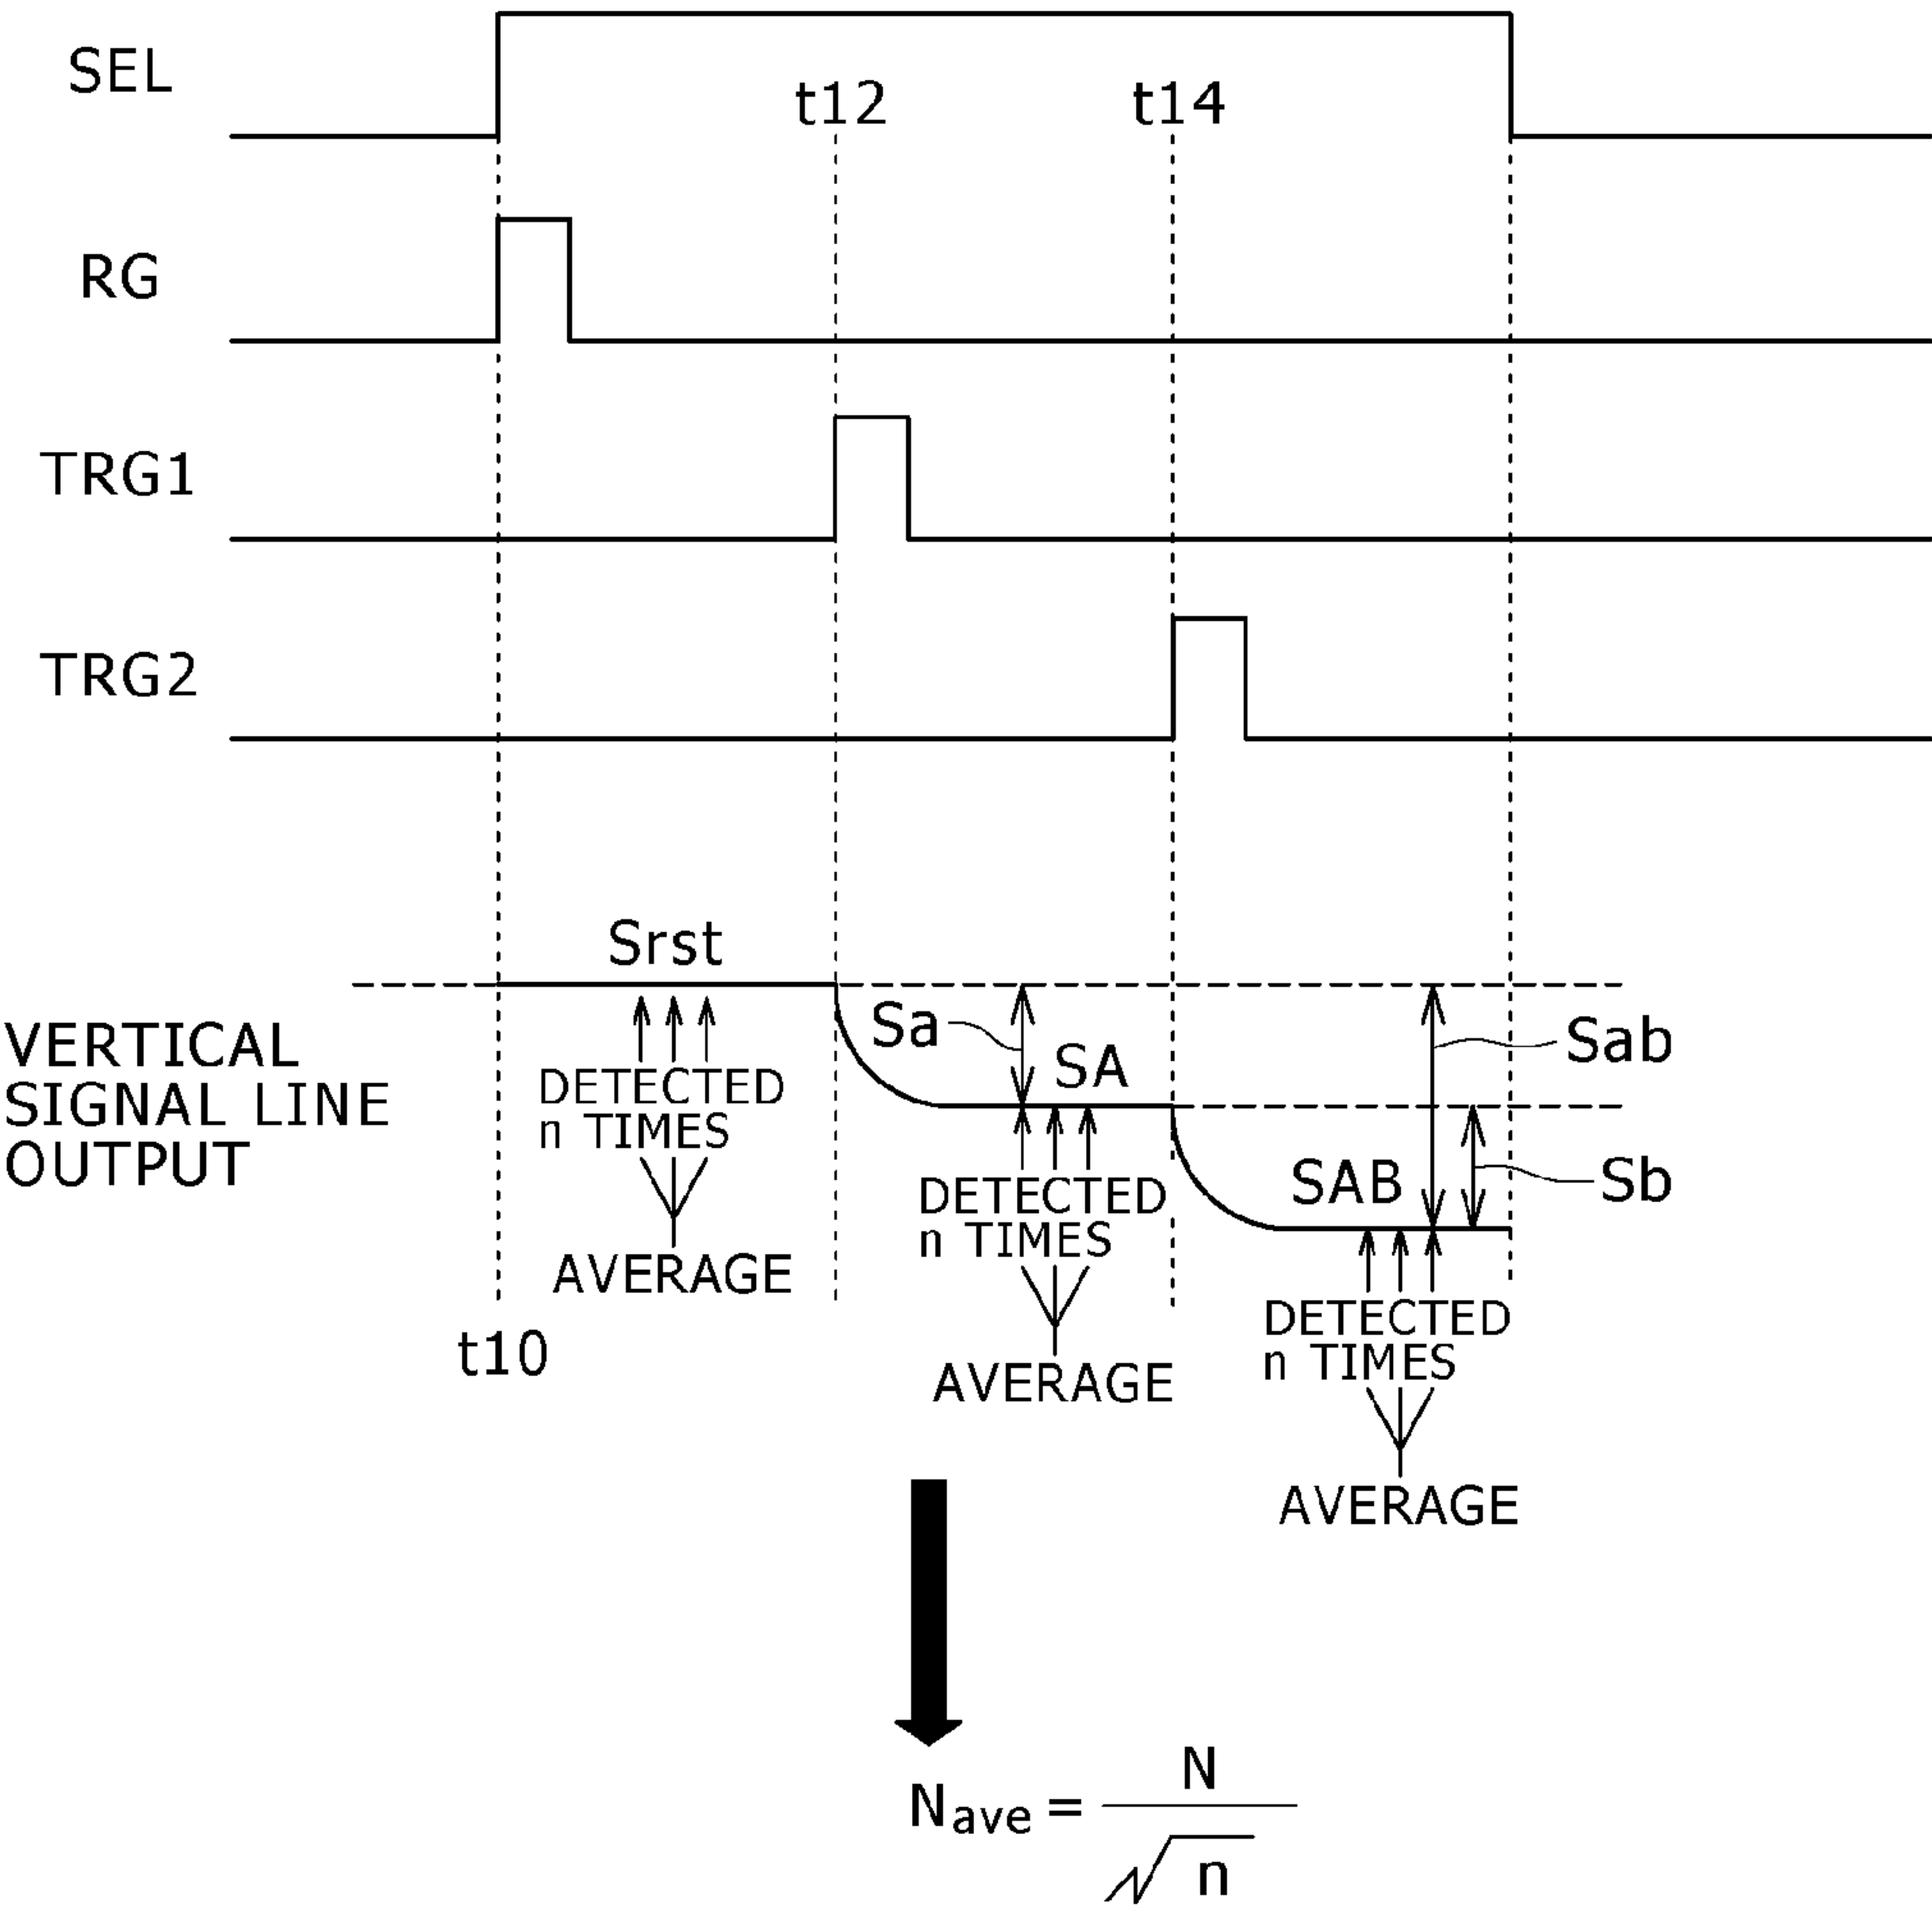 SEL
t12
t14
RG
TRG1
TRG2
Srst
VERTICAL
SIGNAL LINE
OUTPUT
DETECTED
n TIMES
AVERAGE
Sa
SA
DETECTED
n TIMES
AVERAGE
Sab
SAB
Sb
DETECTED
n TIMES
AVERAGE
t10
Nave = N / √n